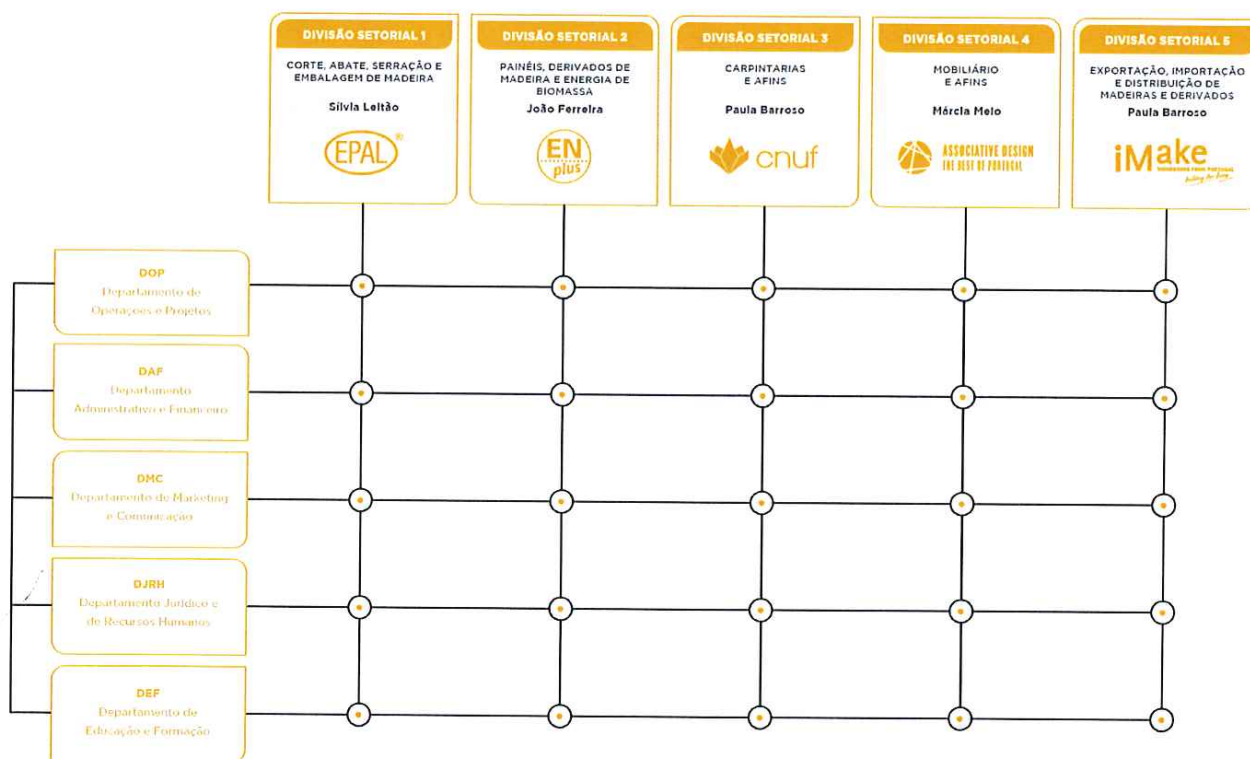 DIVISÃO SETORIAL 1
CORTE, ABATE, SERRAÇÃO E
EMBALAGEM DE MADEIRA
Sílvia Leitão
EPAL®
DIVISÃO SETORIAL 2
PAINÉIS, DERIVADOS DE
MADEIRA E ENERGIA DE
BIOMASSA
João Ferreira
EN
plus
DIVISÃO SETORIAL 3
CARPINTARIAS
E AFINS
Paula Barroso
cnuf
DIVISÃO SETORIAL 4
MOBILIÁRIO
E AFINS
Márcia Melo
ASSOCIATIVE DESIGN
THE BEST OF PORTUGAL
DIVISÃO SETORIAL 5
EXPORTAÇÃO, IMPORTAÇÃO
E DISTRIBUIÇÃO DE
MADEIRAS E DERIVADOS
Paula Barroso
iMake
DOP
Departamento de
Operações e Projetos
DAF
Departamento
Administrativo e Financeiro
DMC
Departamento de Marketing
e Comunicação
DJRH
Departamento Jurídico e
de Recursos Humanos
DEF
Departamento de
Educação e Formação